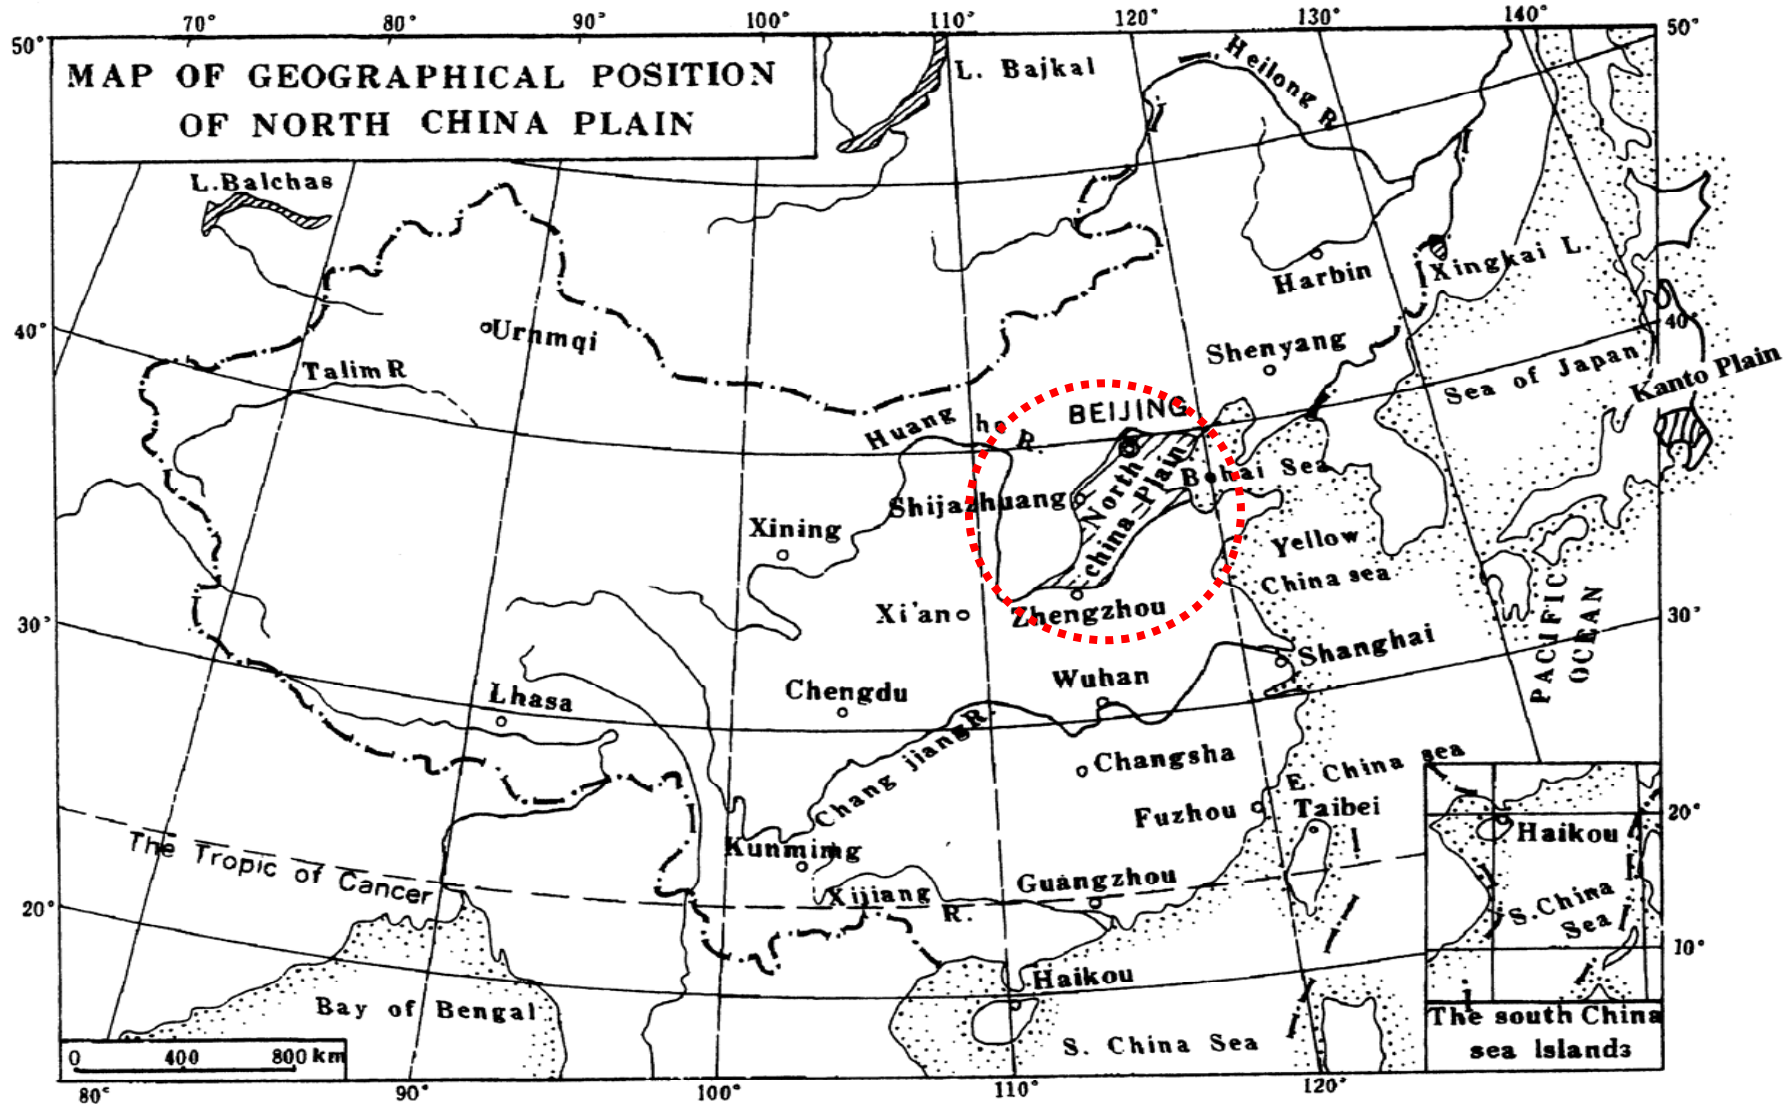 70°
80°
90°
100°
110°
120°
130°
140°
50°
50°
MAP OF GEOGRAPHICAL POSITION
OF NORTH CHINA PLAIN
L. Bajkal
Heilong R.
L.Balchas
Harbin
Xingkai L.
40°
Urnmqi
40°
Talim R
Shenyang
Sea of Japan
Kanto Plain
Huang he R.
BEIJING
North
china Plain
Bohai Sea
Shijazhuang
Xining
Yellow
China sea
Xi'an
Zhengzhou
30°
30°
PACIFIC
OCEAN
Shanghai
Lhasa
Chengdu
Wuhan
Chang jiang R.
Changsha
E. China sea
Fuzhou
Taibei
20°
Haikou
The Tropic of Cancer
Kunmimg
Xijiang R.
Guangzhou
20°
S.China
Sea
10°
Haikou
Bay of Bengal
S. China Sea
The south China
sea Islands
0 400 800 km
80°
90°
100°
110°
120°